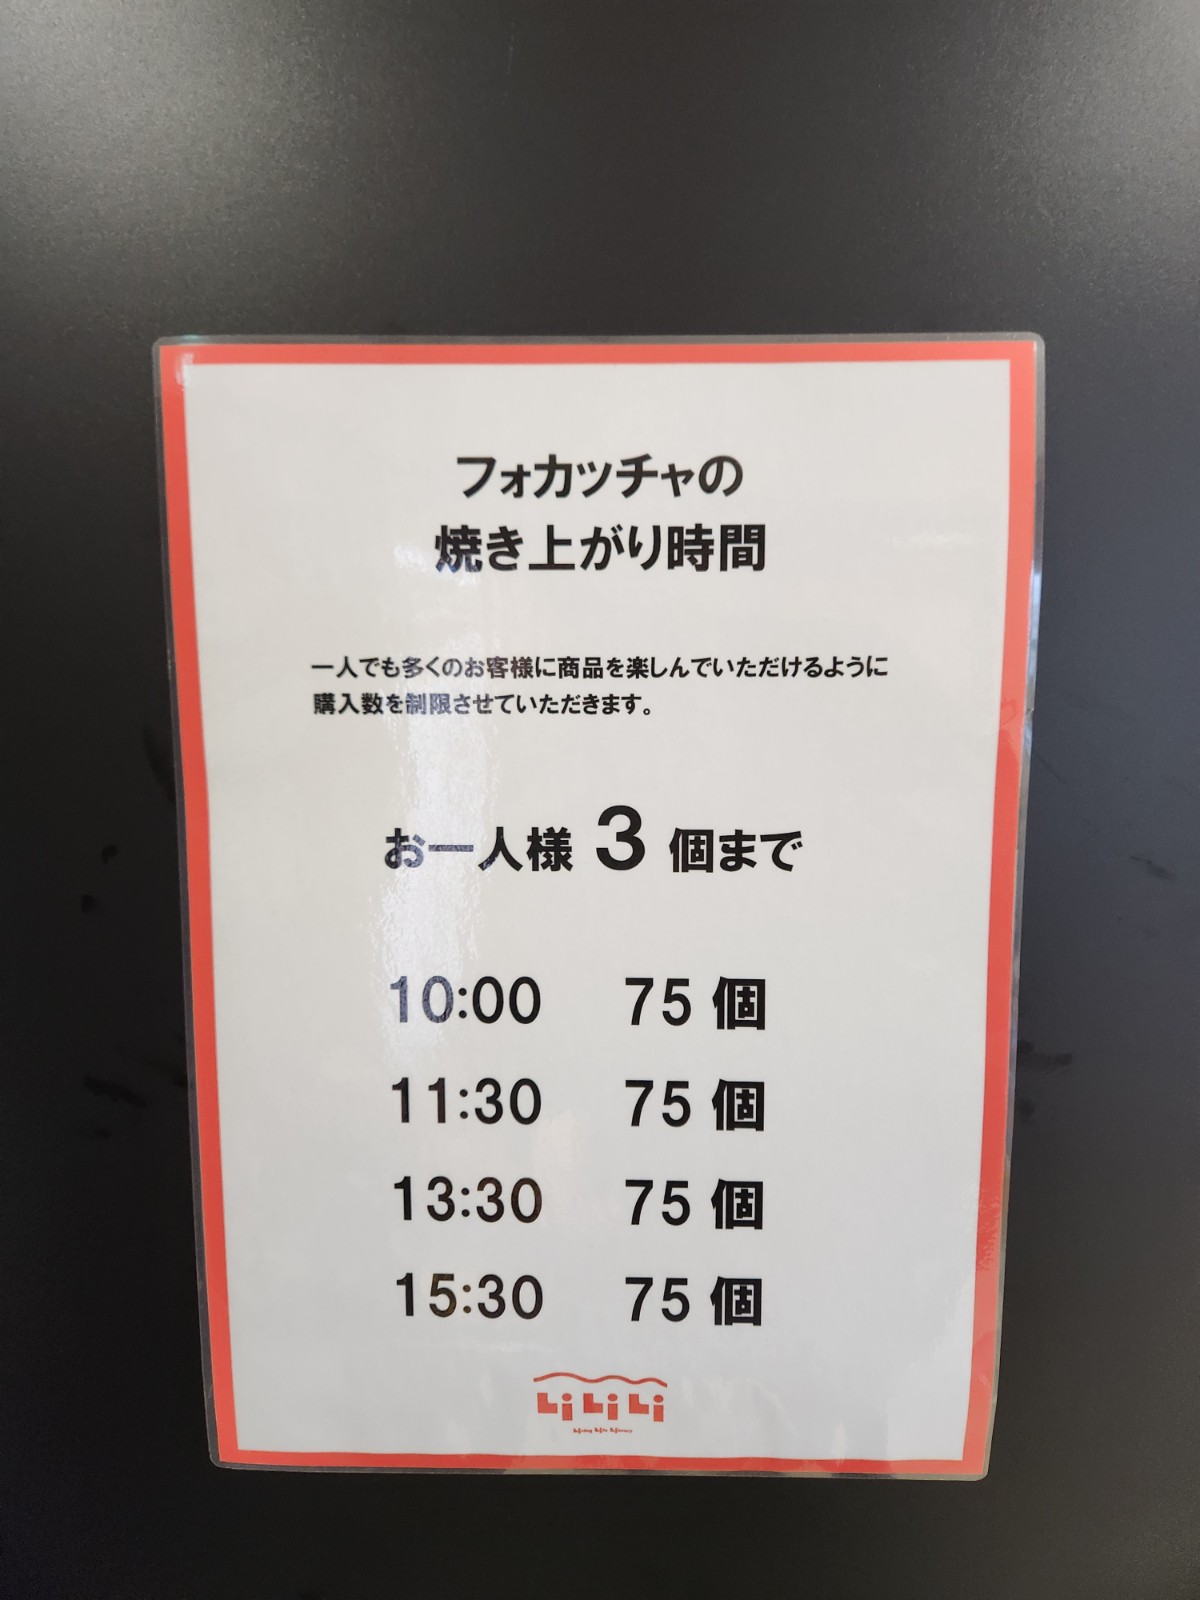 フォカッチャの
焼き上がり時間
一人でも多くのお客様に商品を楽しんでいただけるように
購入数を制限させていただきます。
お一人様 3 個まで
10:00 75 個
11:30 75 個
13:30 75 個
15:30 75 個
LiLiLi